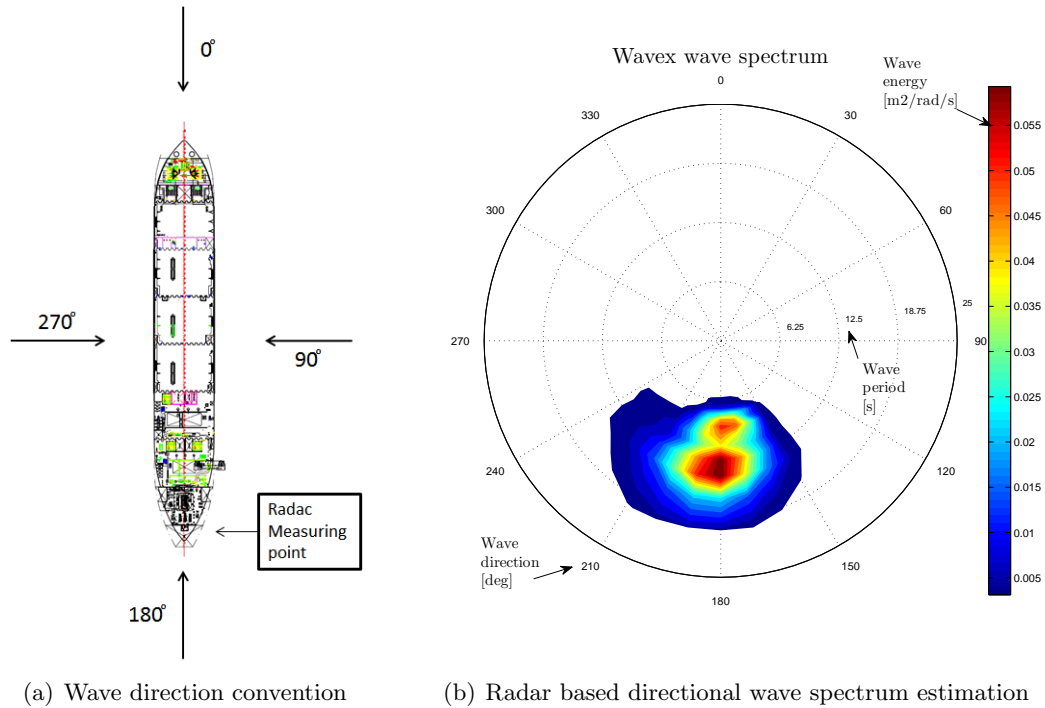 0°
270°
90°
180°
Radac
Measuring
point
(a) Wave direction convention
Wavex wave spectrum
Wave
energy
[m2/rad/s]
0
30
60
90
120
150
180
210
240
270
300
330
6.25
12.5
18.75
25
Wave
period
[s]
Wave
direction
[deg]
0.055
0.05
0.045
0.04
0.035
0.03
0.025
0.02
0.015
0.01
0.005
(b) Radar based directional wave spectrum estimation